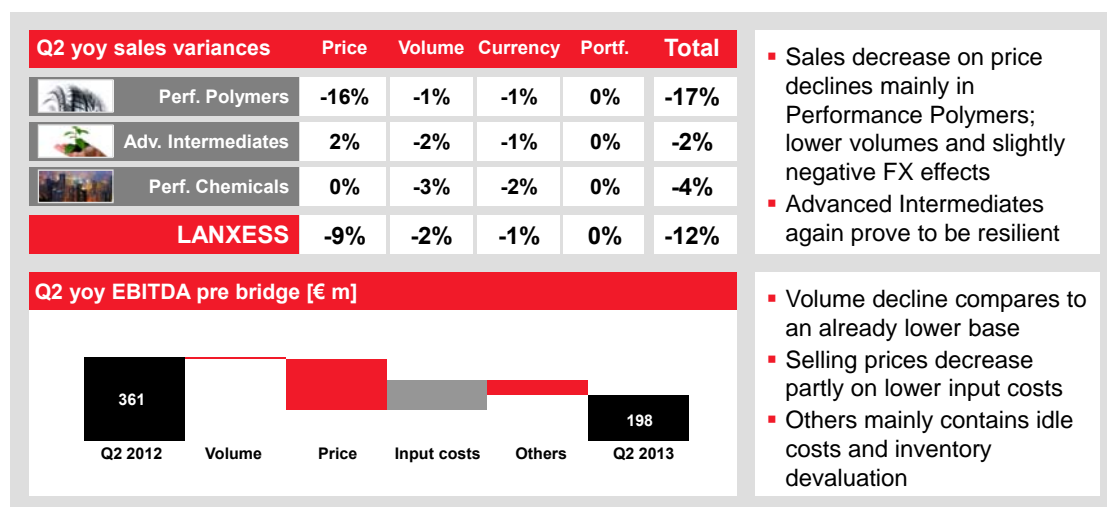 Q2 yoy sales variances Price Volume Currency Portf. Total
Perf. Polymers -16% -1% -1% 0% -17%
Adv. Intermediates 2% -2% -1% 0% -2%
Perf. Chemicals 0% -3% -2% 0% -4%
LANXESS -9% -2% -1% 0% -12%
▪ Sales decrease on price
declines mainly in
Performance Polymers;
lower volumes and slightly
negative FX effects
▪ Advanced Intermediates
again prove to be resilient
Q2 yoy EBITDA pre bridge [€ m]
361
198
Q2 2012 Volume Price Input costs Others Q2 2013
▪ Volume decline compares to
an already lower base
▪ Selling prices decrease
partly on lower input costs
▪ Others mainly contains idle
costs and inventory
devaluation